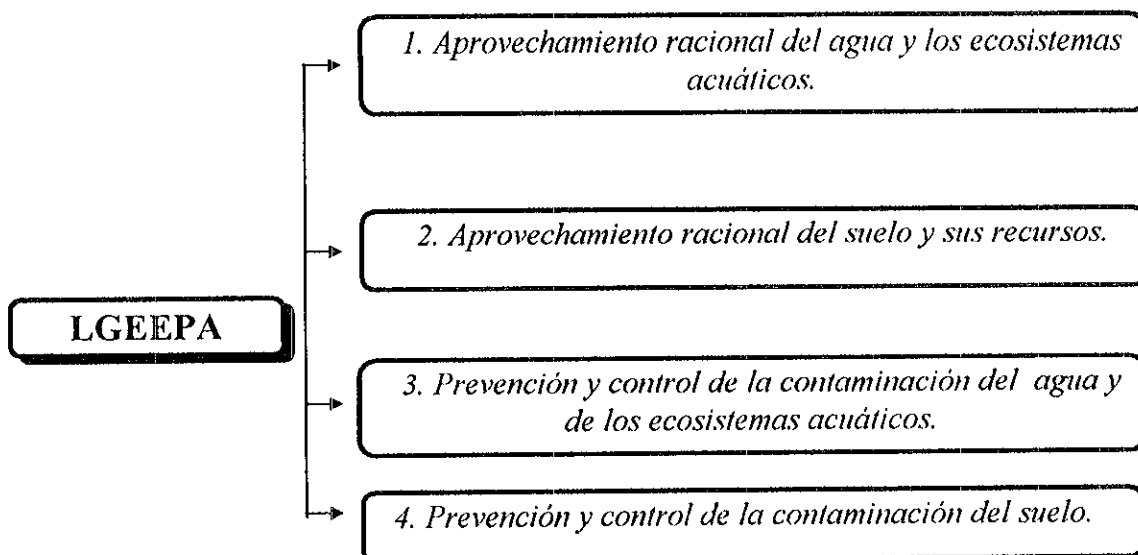 1. Aprovechamiento racional del agua y los ecosistemas
acuáticos.
2. Aprovechamiento racional del suelo y sus recursos.
LGEEPA
3. Prevención y control de la contaminación del agua y
de los ecosistemas acuáticos.
4. Prevención y control de la contaminación del suelo.